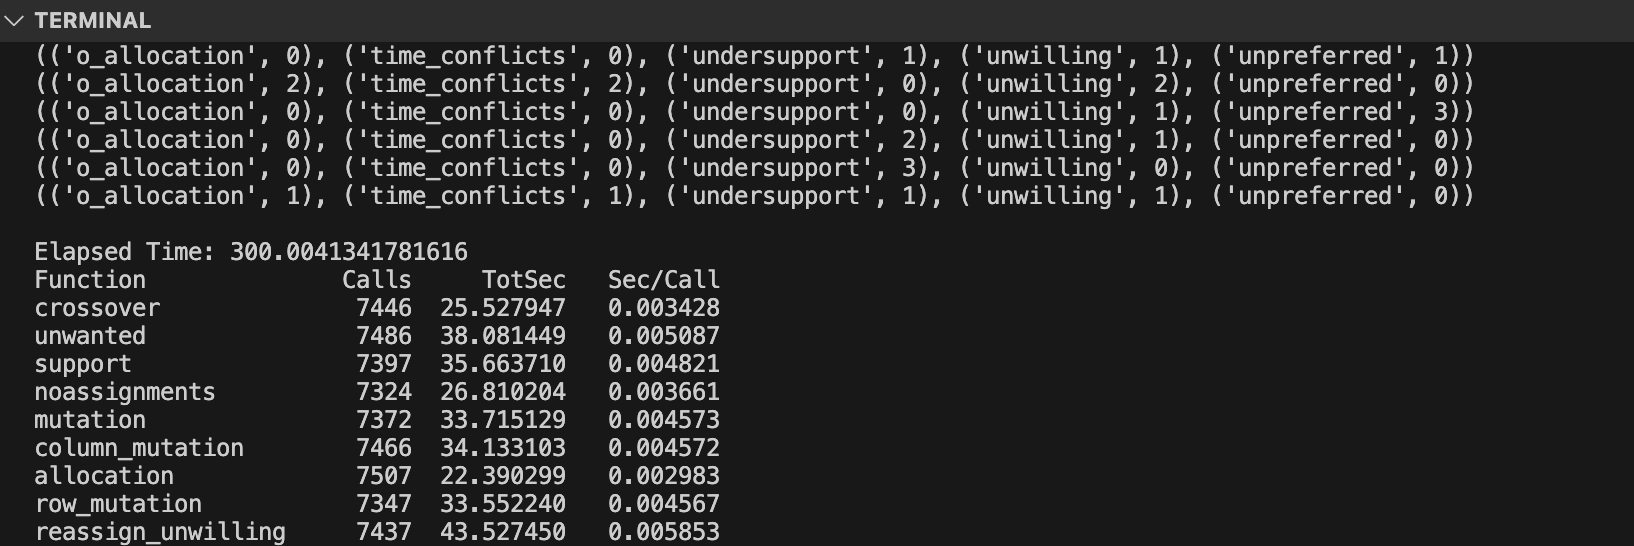 TERMINAL
(('o_allocation', 0), ('time_conflicts', 0), ('undersupport', 1), ('unwilling', 1), ('unpreferred', 1))
(('o_allocation', 2), ('time_conflicts', 2), ('undersupport', 0), ('unwilling', 2), ('unpreferred', 0))
(('o_allocation', 0), ('time_conflicts', 0), ('undersupport', 0), ('unwilling', 1), ('unpreferred', 3))
(('o_allocation', 0), ('time_conflicts', 0), ('undersupport', 2), ('unwilling', 1), ('unpreferred', 0))
(('o_allocation', 0), ('time_conflicts', 0), ('undersupport', 3), ('unwilling', 0), ('unpreferred', 0))
(('o_allocation', 1), ('time_conflicts', 1), ('undersupport', 1), ('unwilling', 1), ('unpreferred', 0))
Elapsed Time: 300.0041341781616
Function Calls TotSec Sec/Call
crossover 7446 25.527947 0.003428
unwanted 7486 38.081449 0.005087
support 7397 35.663710 0.004821
noassignments 7324 26.810204 0.003661
mutation 7372 33.715129 0.004573
column_mutation 7466 34.133103 0.004572
allocation 7507 22.390299 0.002983
row_mutation 7347 33.552240 0.004567
reassign_unwilling 7437 43.527450 0.005853